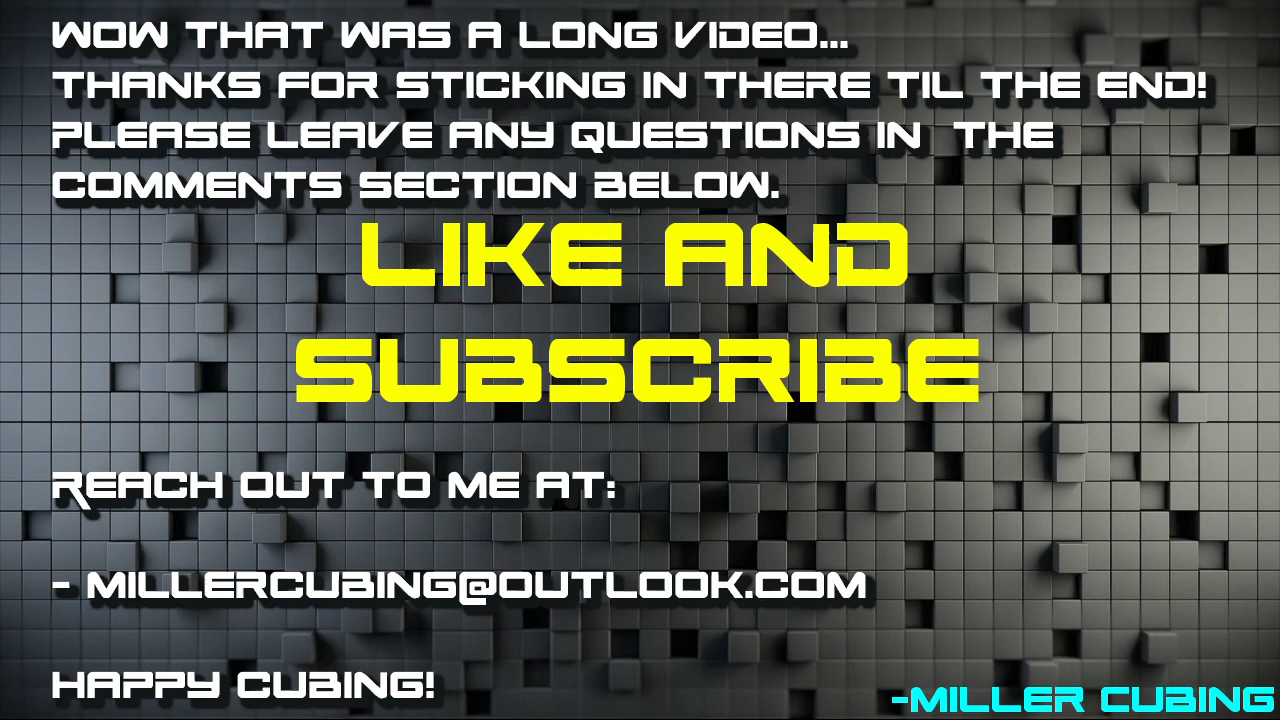 WOW THAT WAS A LONG VIDEO...
THANKS FOR STICKING IN THERE TIL THE END!
PLEASE LEAVE ANY QUESTIONS IN THE
COMMENTS SECTION BELOW.
LIKE AND
SUBSCRIBE
REACH OUT TO ME AT:
- MILLERCUBING@OUTLOOK.COM
HAPPY CUBING!
-MILLER CUBING